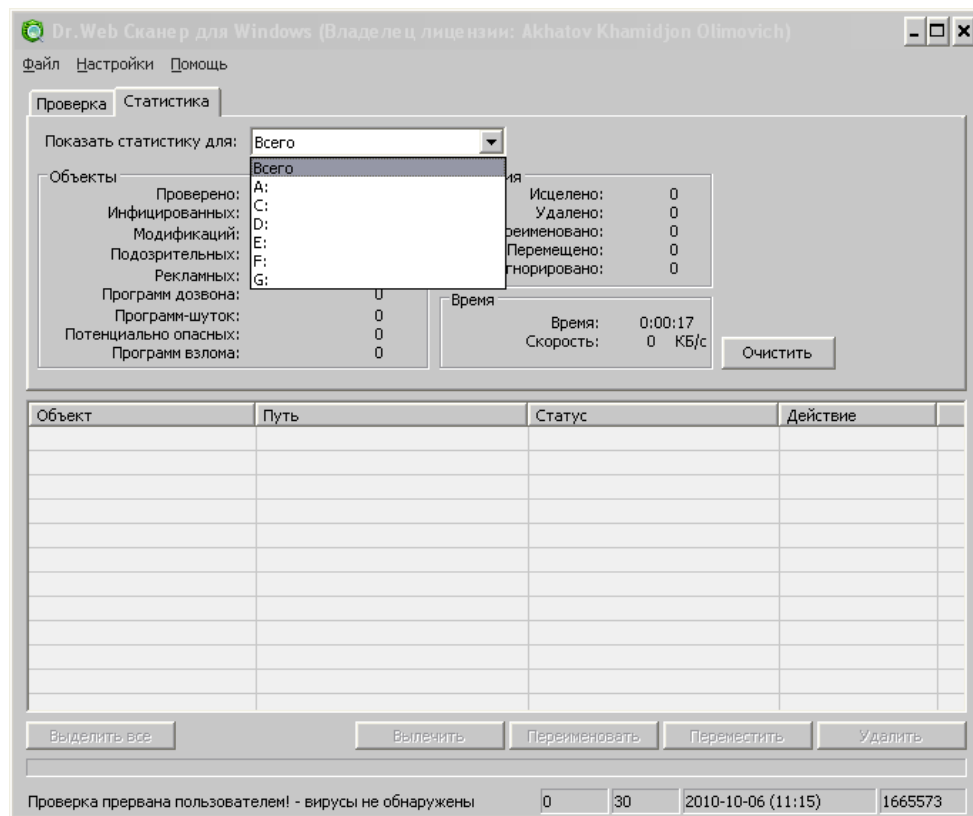 Dr.Web Сканер для Windows (Владелец лицензии: Akhatov Khamidjon Olimovich)
Файл Настройки Помощь
Проверка Статистика
Показать статистику для: Всего
Всего
A:
C:
D:
E:
F:
G:
Объекты
Проверено:
Инфицированных:
Модификаций:
Подозрительных:
Рекламных:
Программ дозвона: 0
Программ-шуток: 0
Потенциально опасных: 0
Программ взлома: 0
ия
Исцелено: 0
Удалено: 0
реименовано: 0
Перемещено: 0
гнорировано: 0
Время
Время: 0:00:17
Скорость: 0 КБ/с
Очистить
Объект Путь Статус Действие
Выделить все Вылечить Переименовать Переместить Удалить
Проверка прервана пользователем! - вирусы не обнаружены 0 30 2010-10-06 (11:15) 1665573